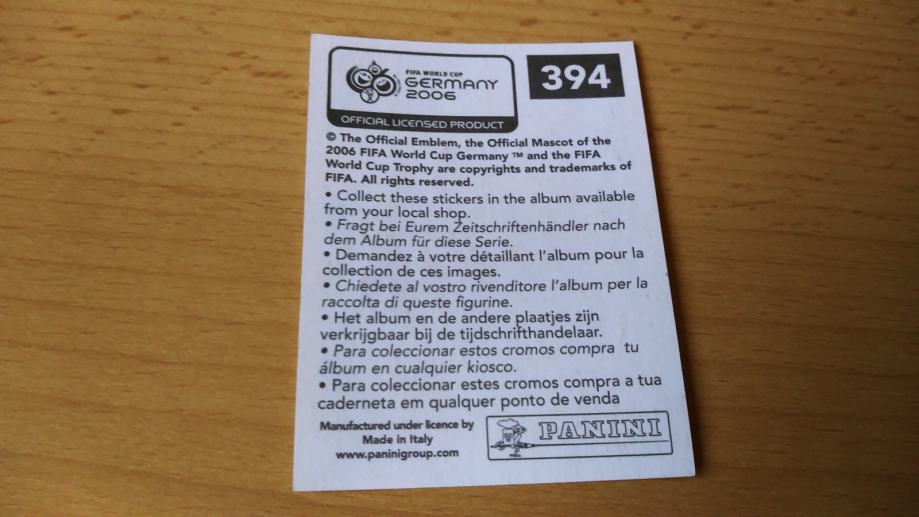 FIFA WORLD CUP
GERMANY
2006
OFFICIAL LICENSED PRODUCT
394
© The Official Emblem, the Official Mascot of the
2006 FIFA World Cup Germany ™ and the FIFA
World Cup Trophy are copyrights and trademarks of
FIFA. All rights reserved.
• Collect these stickers in the album available
from your local shop.
• Fragt bei Eurem Zeitschriftenhändler nach
dem Album für diese Serie.
• Demandez à votre détaillant l'album pour la
collection de ces images.
• Chiedete al vostro rivenditore l'album per la
raccolta di queste figurine.
• Het album en de andere plaatjes zijn
verkrijgbaar bij de tijdschrifthandelaar.
• Para coleccionar estos cromos compra tu
álbum en cualquier kiosco.
• Para coleccionar estes cromos compra a tua
caderneta em qualquer ponto de venda
Manufactured under licence by
Made in Italy
www.paninigroup.com
PANINI